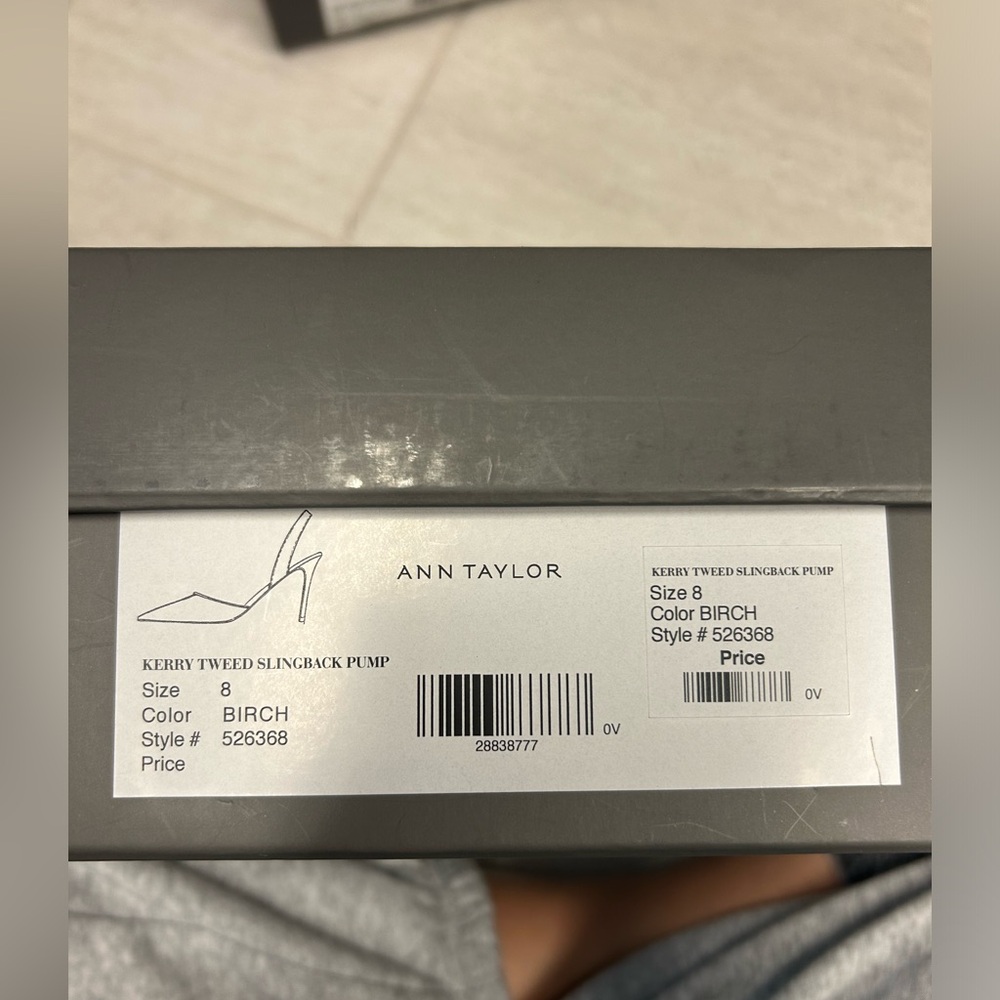 ANN TAYLOR
KERRY TWEED SLINGBACK PUMP
Size 8
Color BIRCH
Style # 526368
Price
28838777
0V
KERRY TWEED SLINGBACK PUMP
Size 8
Color BIRCH
Style # 526368
Price
0V